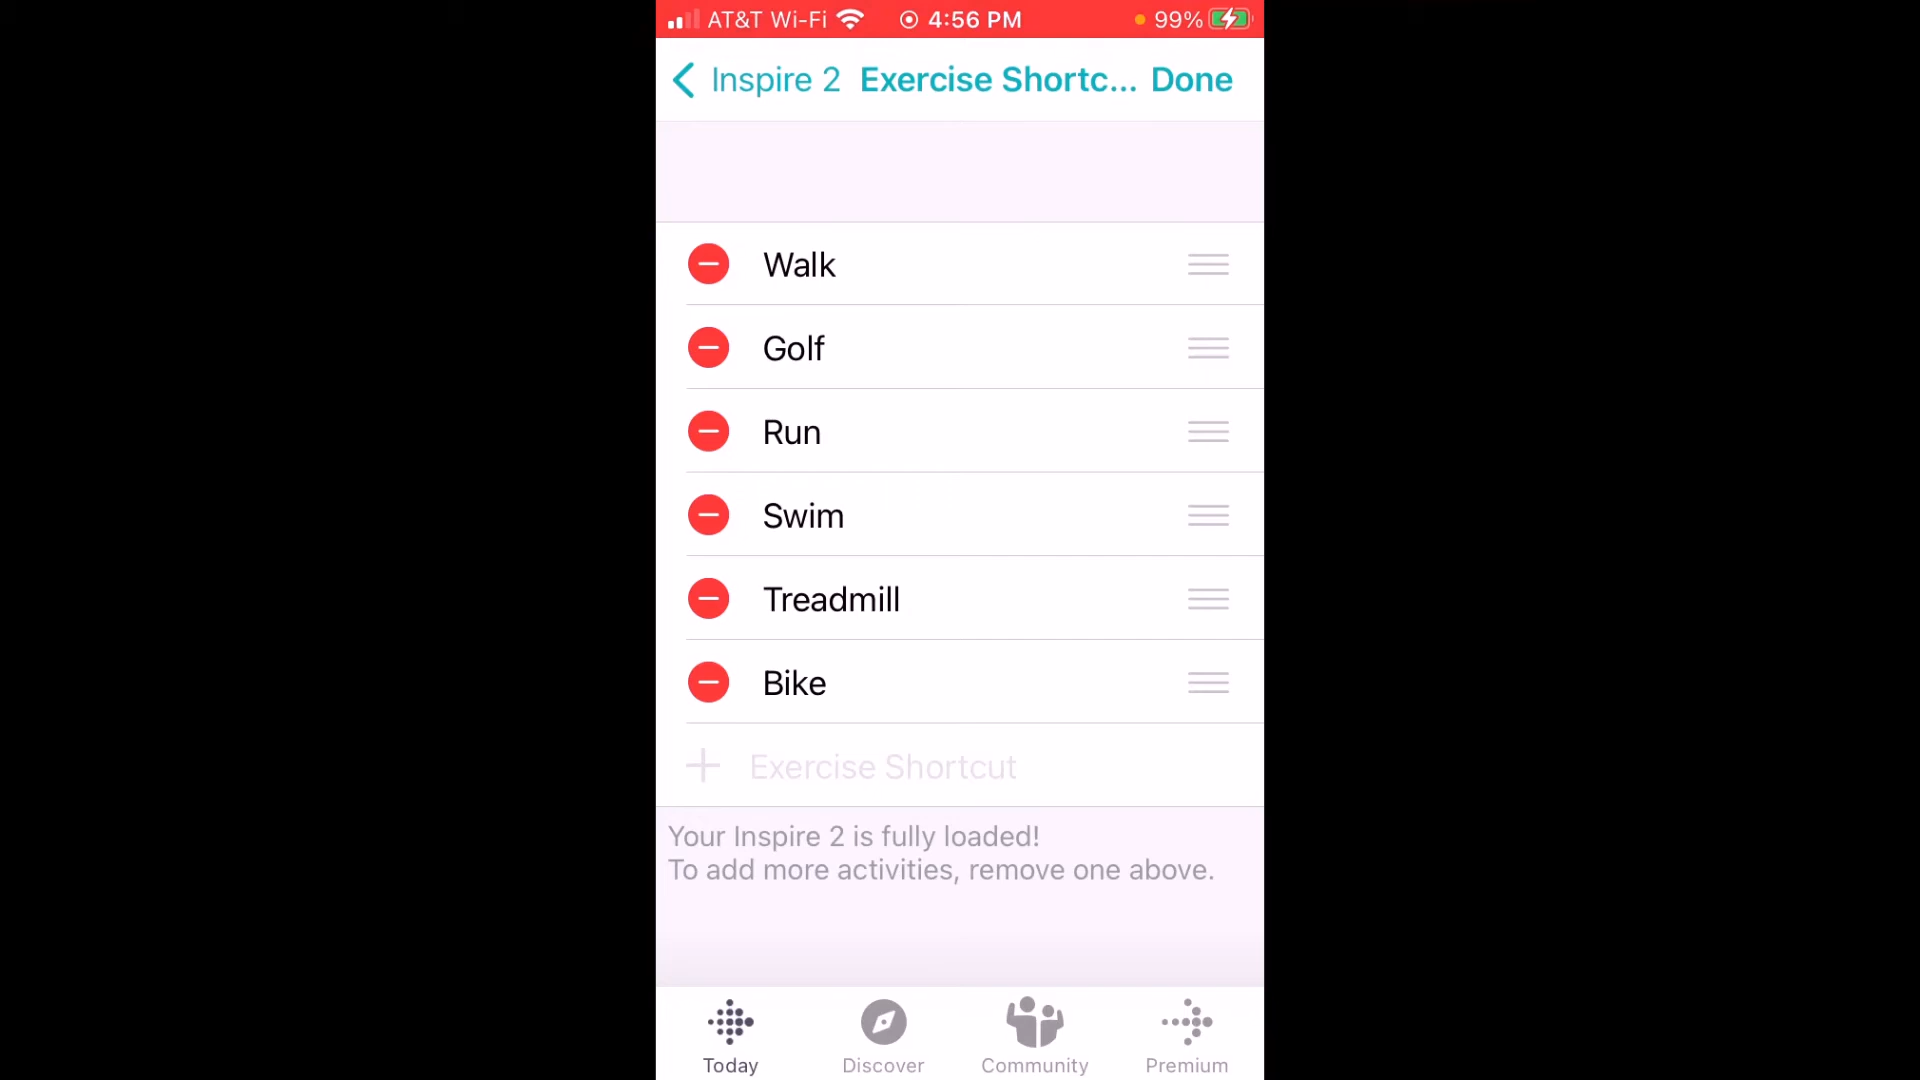 AT&T Wi-Fi 4:56 PM 99%
Inspire 2 Exercise Shortc... Done
Walk
Golf
Run
Swim
Treadmill
Bike
+ Exercise Shortcut
Your Inspire 2 is fully loaded!
To add more activities, remove one above.
Today Discover Community Premium